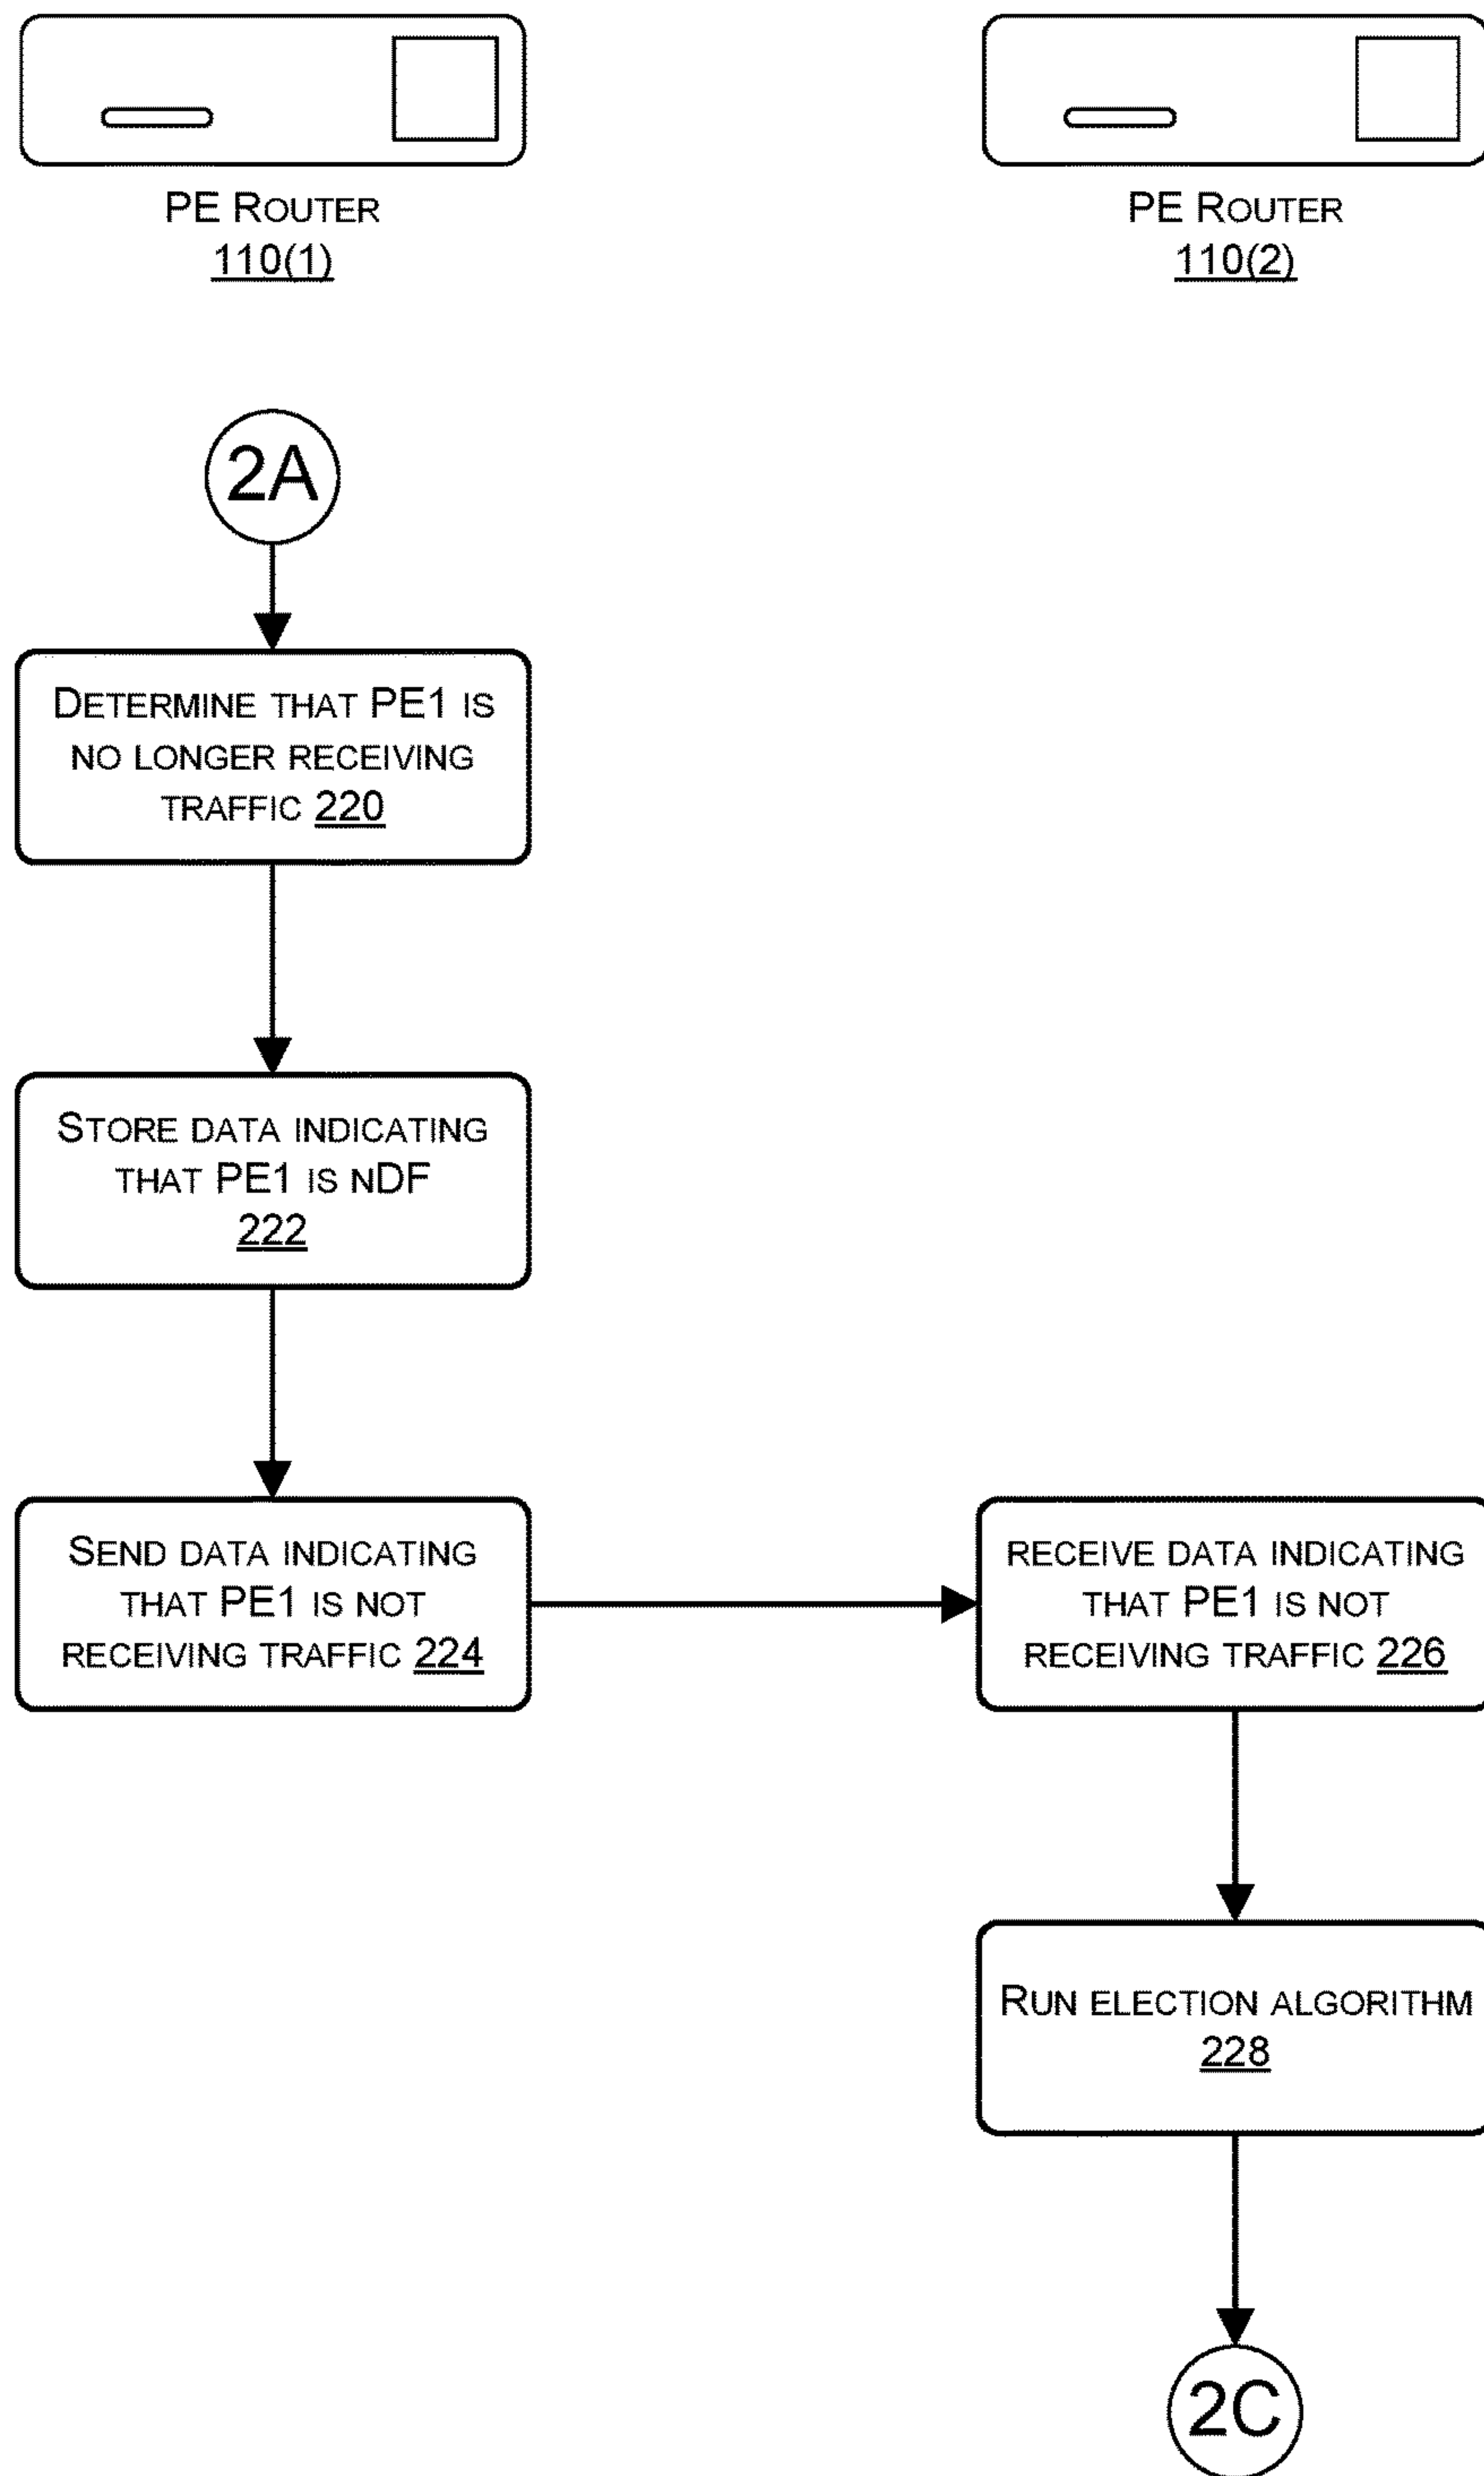 PE ROUTER
110(1)
PE ROUTER
110(2)
2A
DETERMINE THAT PE1 IS
NO LONGER RECEIVING
TRAFFIC 220
STORE DATA INDICATING
THAT PE1 IS NDF
222
SEND DATA INDICATING
THAT PE1 IS NOT
RECEIVING TRAFFIC 224
RECEIVE DATA INDICATING
THAT PE1 IS NOT
RECEIVING TRAFFIC 226
RUN ELECTION ALGORITHM
228
2C